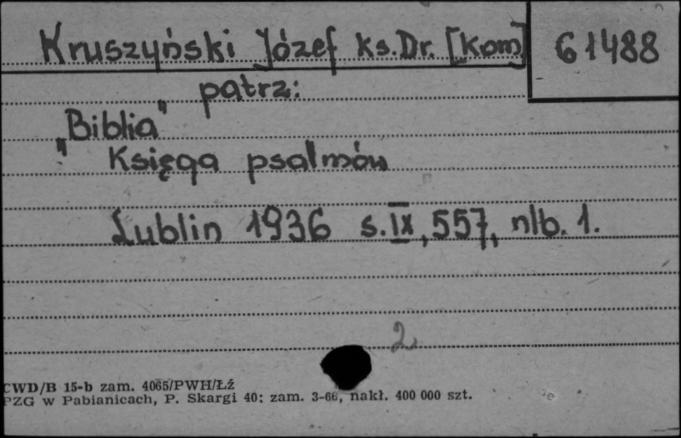 Kruszyński Józef ks. Dr. [Kom]
61488
patrz:
„Biblia”
Księga psalmów
Lublin 1936 s. IX, 557, nlb. 1.
2
CWD/B 15-b zam. 4065/PWH/Łź
PZG w Pabianicach, P. Skargi 40; zam. 3-66, nakł. 400 000 szt.